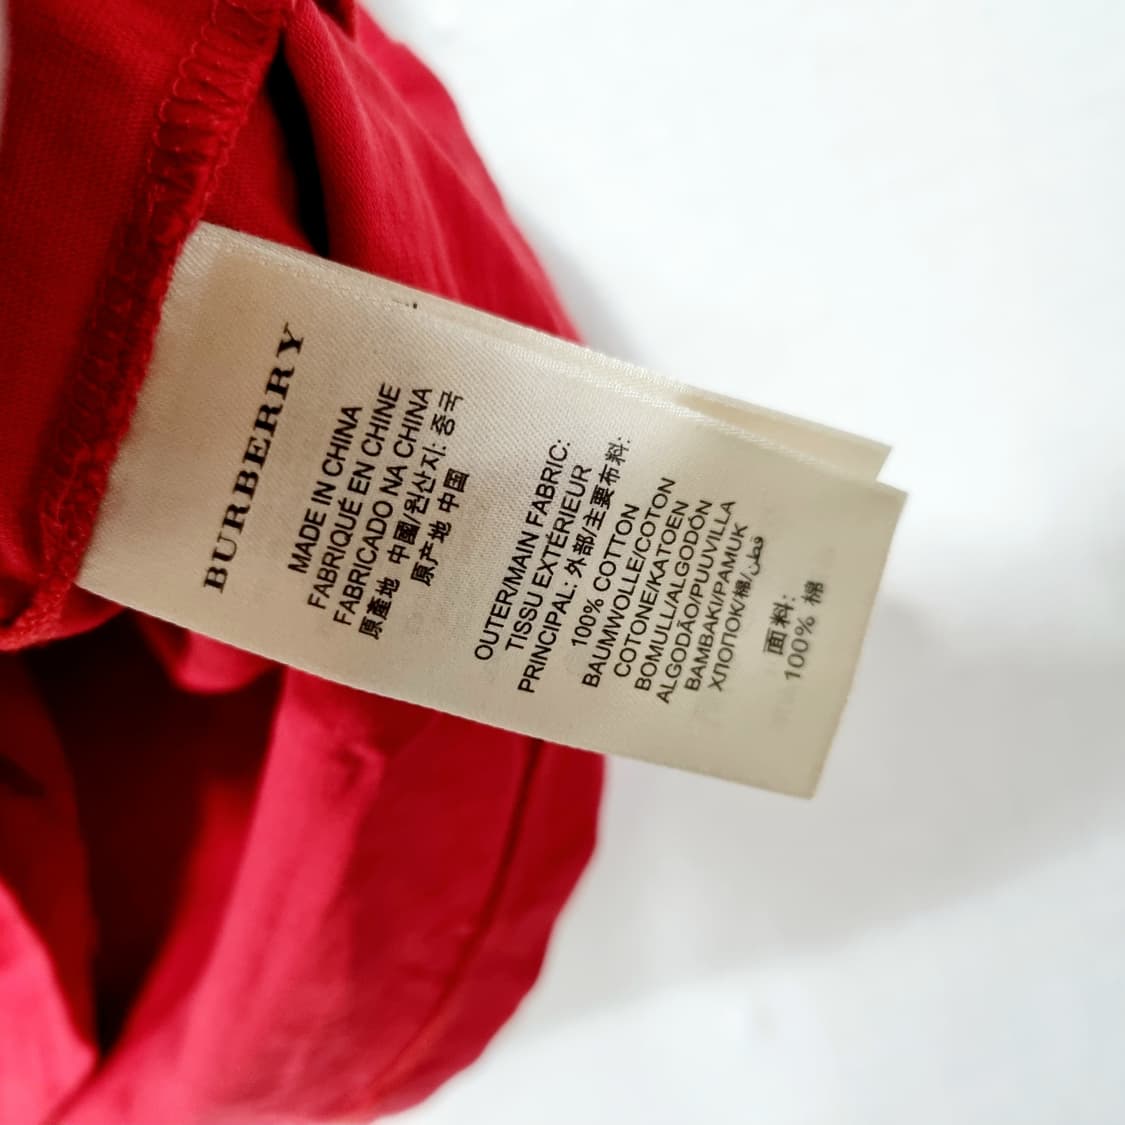 BURBERRY
MADE IN CHINA
FABRIQUÉ EN CHINE
FABRICADO NA CHINA
原產地 中國/원산지: 중국
原产地 中国
OUTER/MAIN FABRIC:
TISSU EXTÉRIEUR
PRINCIPAL: 外部/主要布料:
100% COTTON
BAUMWOLLE/COTON
COTONE/KATOEN
BOMULL/ALGODÓN
ALGODÃO/PUUVILLA
BAMBAKI/PAMUK
ХЛОПОК/棉/قطن
面料:
100% 棉